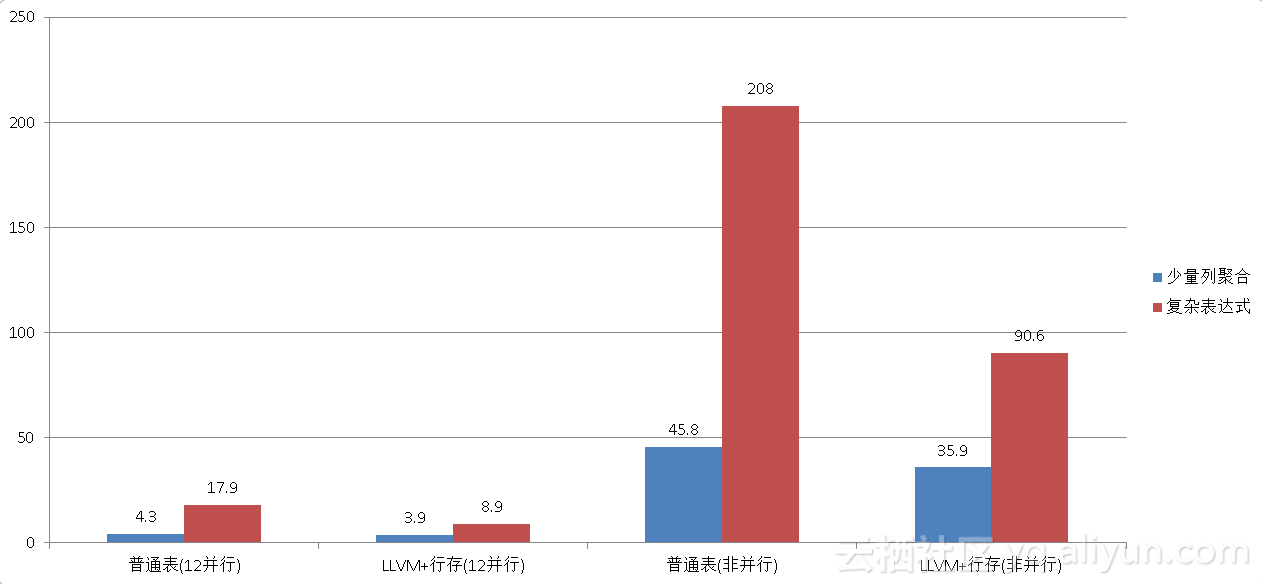 250
200
150
100
50
0
4.3
17.9
3.9
8.9
45.8
208
35.9
90.6
普通表(12并行)
LLVM+行存(12并行)
普通表(非并行)
LLVM+行存(非并行)
少量列聚合
复杂表达式
云栖社区 yq.aliyun.com